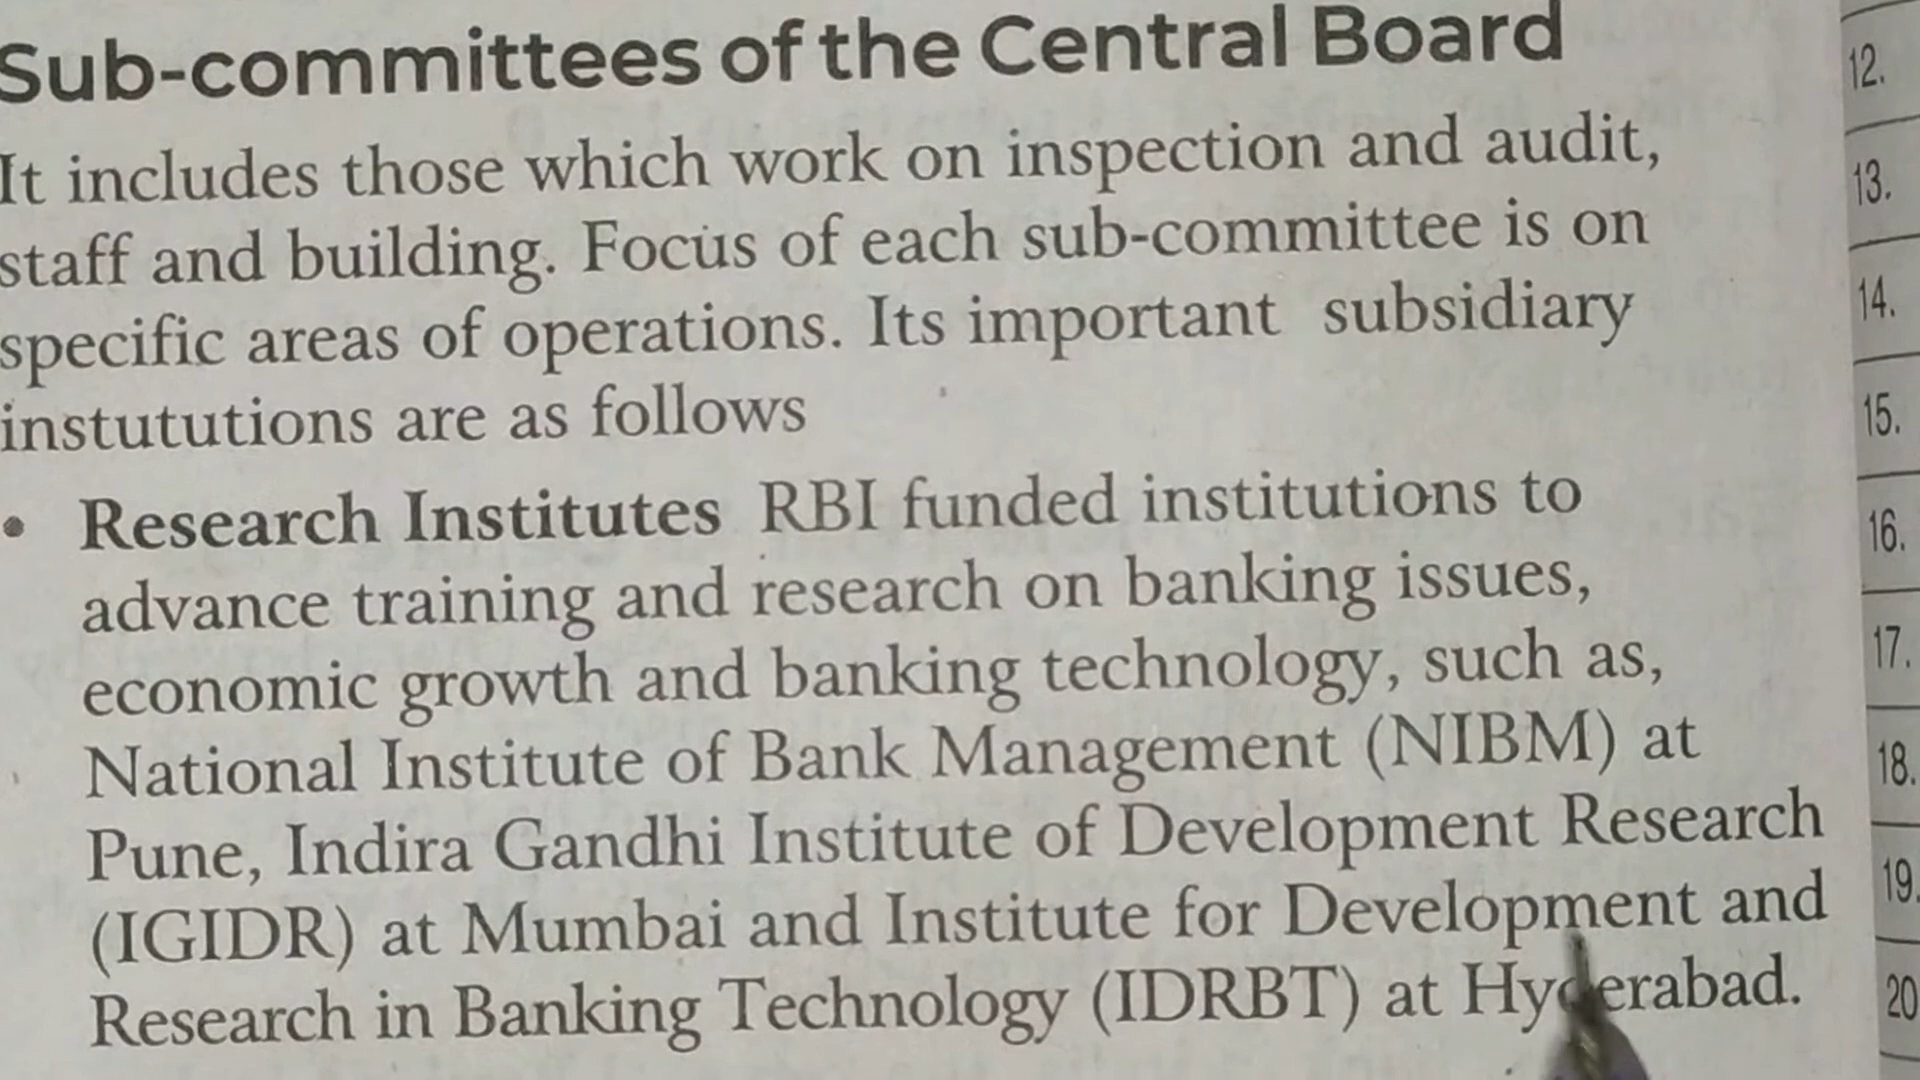 Sub-committees of the Central Board
It includes those which work on inspection and audit,
staff and building. Focus of each sub-committee is on
specific areas of operations. Its important subsidiary
instututions are as follows
• Research Institutes RBI funded institutions to
advance training and research on banking issues,
economic growth and banking technology, such as,
National Institute of Bank Management (NIBM) at
Pune, Indira Gandhi Institute of Development Research
(IGIDR) at Mumbai and Institute for Development and
Research in Banking Technology (IDRBT) at Hyderabad.
12.
13.
14.
15.
16.
17.
18.
19.
20